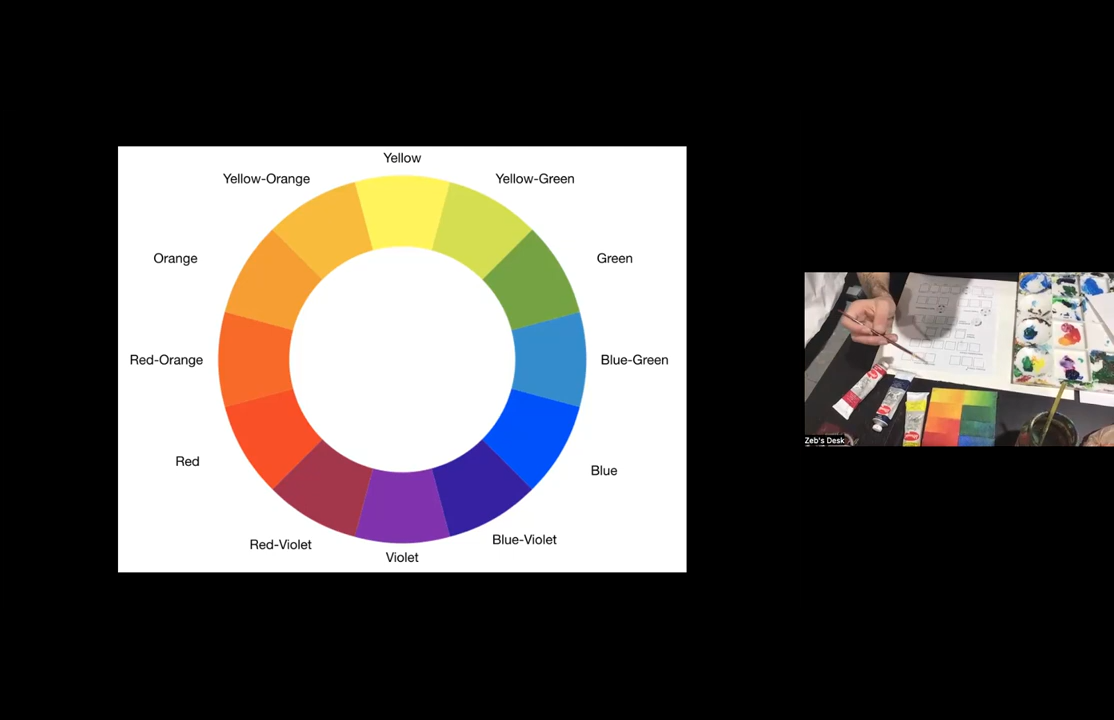 Yellow
Yellow-Orange
Yellow-Green
Orange
Green
Red-Orange
Blue-Green
Red
Blue
Red-Violet
Blue-Violet
Violet
Zeb's Desk